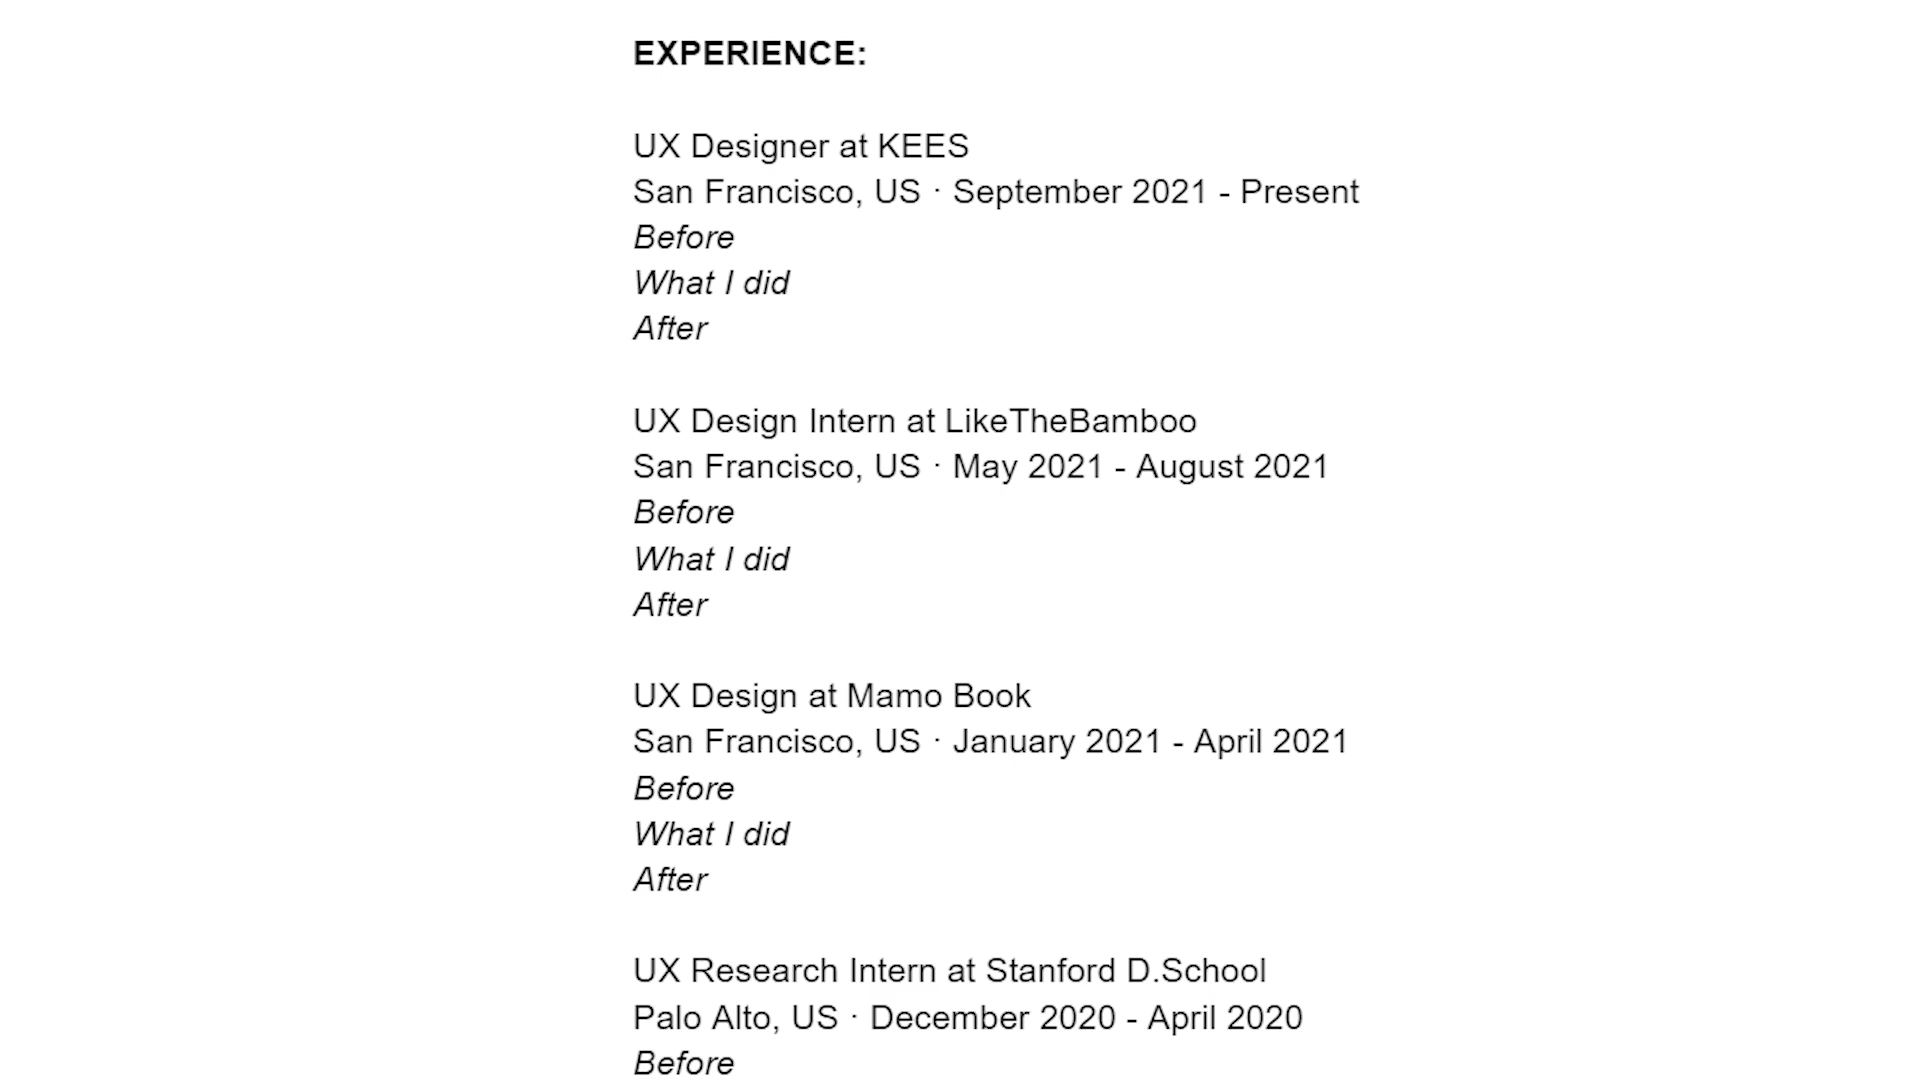 EXPERIENCE:
UX Designer at KEES
San Francisco, US · September 2021 - Present
Before
What I did
After
UX Design Intern at LikeTheBamboo
San Francisco, US · May 2021 - August 2021
Before
What I did
After
UX Design at Mamo Book
San Francisco, US · January 2021 - April 2021
Before
What I did
After
UX Research Intern at Stanford D.School
Palo Alto, US · December 2020 - April 2020
Before